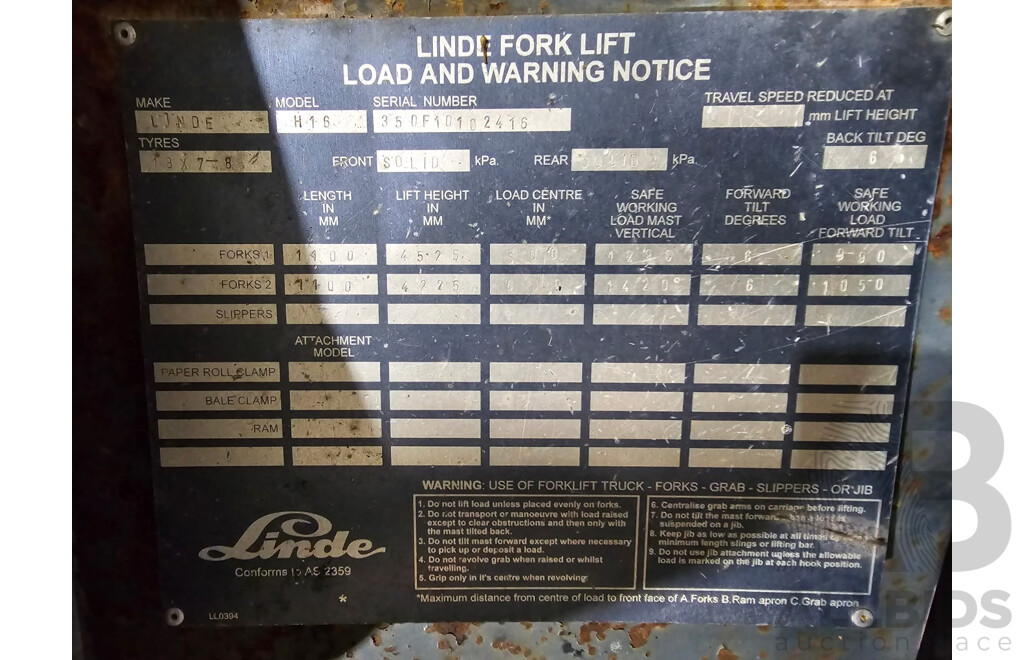 LINDE FORK LIFT
LOAD AND WARNING NOTICE
MAKE MODEL SERIAL NUMBER TRAVEL SPEED REDUCED AT
LINDE H16 350F10102416 mm LIFT HEIGHT
TYRES BACK TILT DEG
18X7-8 FRONT SOLID kPa. REAR kPa 6
LENGTH IN MM LIFT HEIGHT IN MM LOAD CENTRE IN MM* SAFE WORKING LOAD MAST VERTICAL FORWARD TILT DEGREES SAFE WORKING LOAD FORWARD TILT
FORKS 1 1100 4525 6 990
FORKS 2 1100 4225 1420 6 1050
SLIPPERS
ATTACHMENT MODEL
PAPER ROLL CLAMP
BALE CLAMP
RAM
WARNING: USE OF FORKLIFT TRUCK - FORKS - GRAB - SLIPPERS - OR JIB
1. Do not lift load unless placed evenly on forks.
2. Do not transport or manoeuvre with load raised
except to clear obstructions and then only with
the mast tilted back.
3. Do not tilt mast forward except where necessary
to pick up or deposit a load.
4. Do not revolve grab when raised or whilst
travelling.
5. Grip only in it's centre when revolving
6. Centralise grab arms on carriage before lifting.
7. Do not tilt the mast forward when a load is
suspended on a jib.
8. Keep jib as low as possible at all times by
minimum length slings or lifting bar.
9. Do not use jib attachment unless the allowable
load is marked on the jib at each hook position.
Linde
Conforms to AS 2359
*
*Maximum distance from centre of load to front face of A.Forks B.Ram apron C.Grab apron
LL0394